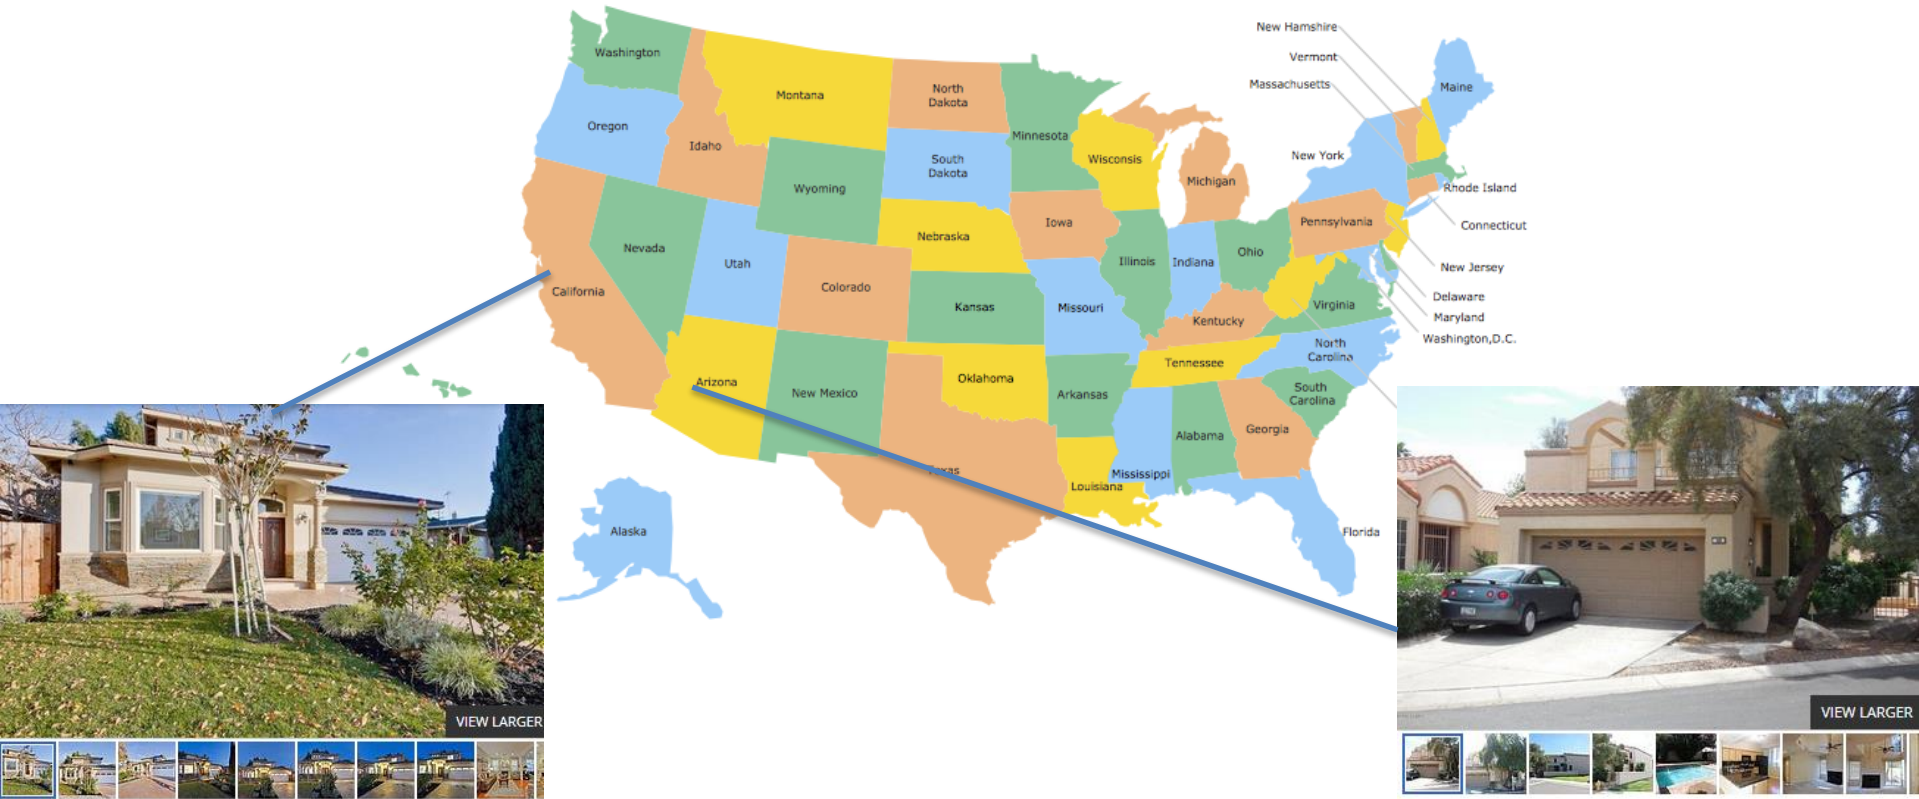 New Hamshire
Vermont
Massachusetts
Washington
Montana
North
Dakota
Minnesota
Maine
Oregon
Idaho
South
Dakota
Wisconsis
New York
Michigan
Rhode Island
Wyoming
Iowa
Pennsylvania
Connecticut
Nevada
Nebraska
Ohio
Utah
Illinois
Indiana
New Jersey
California
Colorado
Kansas
Missouri
Virginia
Delaware
Maryland
Kentucky
Washington,D.C.
North
Carolina
Tennessee
Arizona
New Mexico
Oklahoma
Arkansas
South
Carolina
Georgia
Alabama
Texas
Mississippi
Louisiana
Alaska
Florida
VIEW LARGER
VIEW LARGER